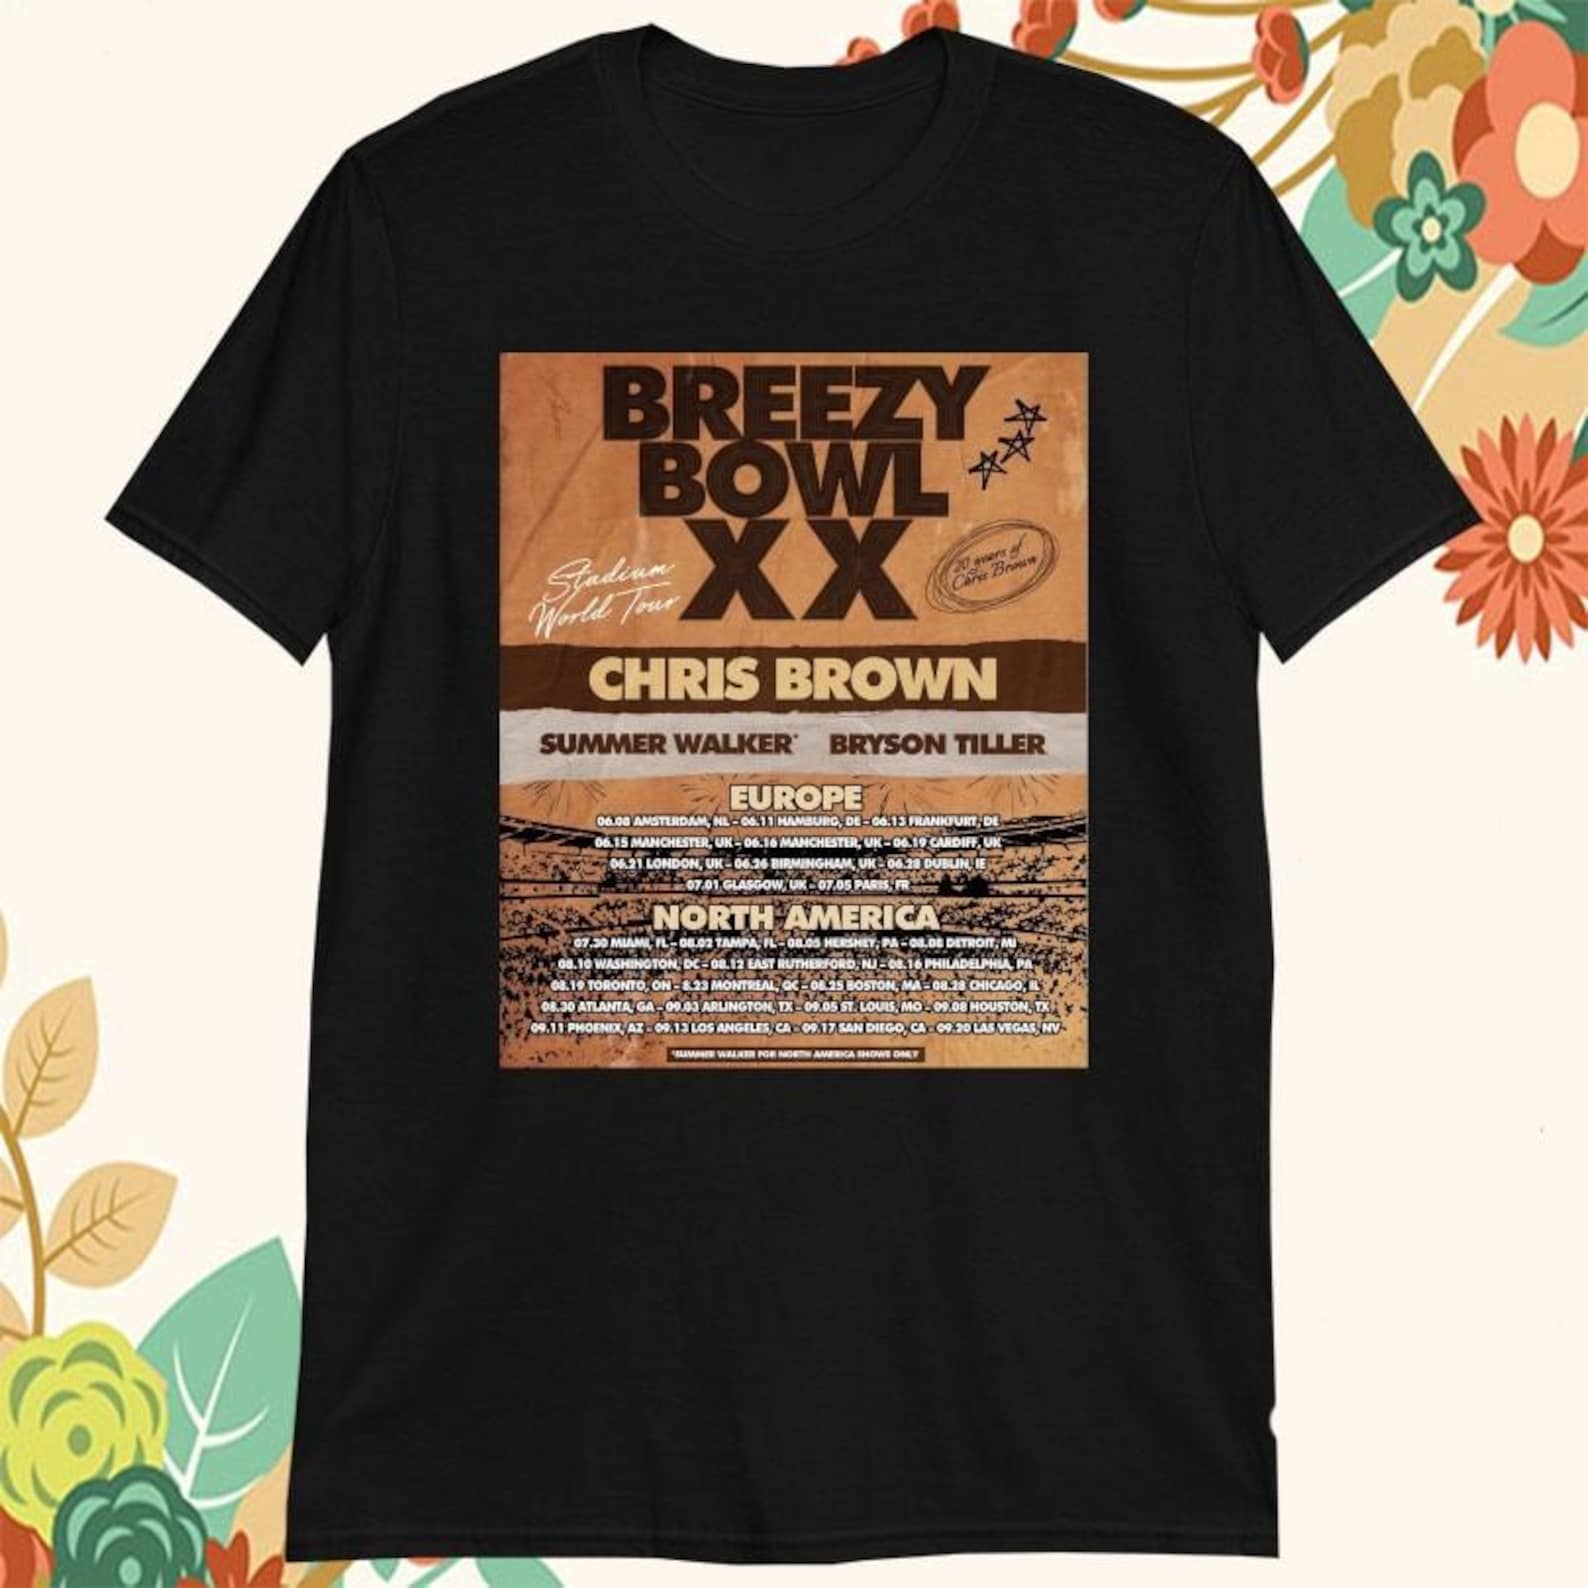 BREEZY
BOWL
XX
Stadium
World Tour
20 years of
Chris Brown
CHRIS BROWN
SUMMER WALKER* BRYSON TILLER
EUROPE
06.08 AMSTERDAM, NL - 06.11 HAMBURG, DE - 06.13 FRANKFURT, DE
06.15 MANCHESTER, UK - 06.16 MANCHESTER, UK - 06.19 CARDIFF, UK
06.21 LONDON, UK - 06.26 BIRMINGHAM, UK - 06.28 DUBLIN, IE
07.01 GLASGOW, UK - 07.05 PARIS, FR
NORTH AMERICA
07.30 MIAMI, FL - 08.02 TAMPA, FL - 08.05 HERSHEY, PA - 08.08 DETROIT, MI
08.10 WASHINGTON, DC - 08.12 EAST RUTHERFORD, NJ - 08.16 PHILADELPHIA, PA
08.19 TORONTO, ON - 8.23 MONTREAL, QC - 08.25 BOSTON, MA - 08.28 CHICAGO, IL
08.30 ATLANTA, GA - 09.03 ARLINGTON, TX - 09.05 ST. LOUIS, MO - 09.08 HOUSTON, TX
09.11 PHOENIX, AZ - 09.13 LOS ANGELES, CA - 09.17 SAN DIEGO, CA - 09.20 LAS VEGAS, NV
*SUMMER WALKER FOR NORTH AMERICA SHOWS ONLY